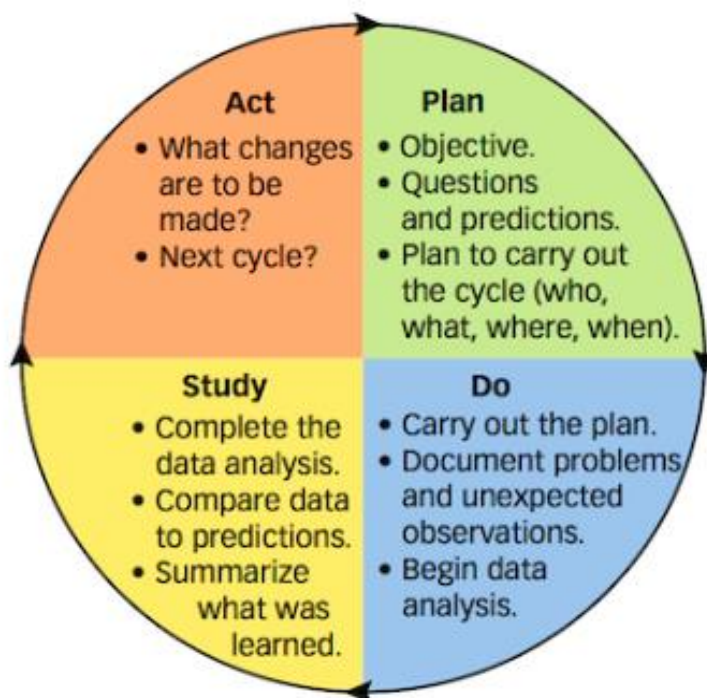 Act
• What changes
are to be
made?
• Next cycle?
Plan
• Objective.
• Questions
and predictions.
• Plan to carry out
the cycle (who,
what, where, when).
Study
• Complete the
data analysis.
• Compare data
to predictions.
• Summarize
what was
learned.
Do
• Carry out the plan.
• Document problems
and unexpected
observations.
• Begin data
analysis.